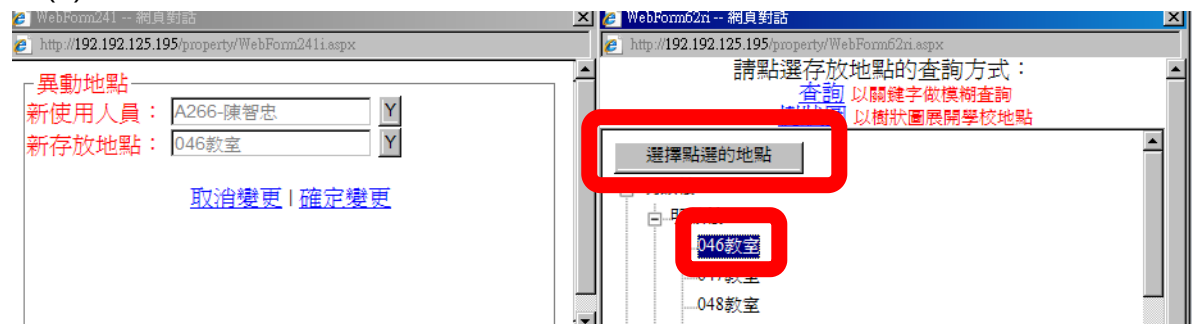 WebForm241 -- 網頁對話
http://192.192.125.195/property/WebForm241i.aspx
異動地點
新使用人員： A266-陳智忠 Y
新存放地點： 046教室 Y
取消變更 | 確定變更
WebForm62ri -- 網頁對話
http://192.192.125.195/property/WebForm62ri.aspx
請點選存放地點的查詢方式：
查詢 以關鍵字做模糊查詢
以樹狀圖展開學校地點
選擇點選的地點
046教室
048教室